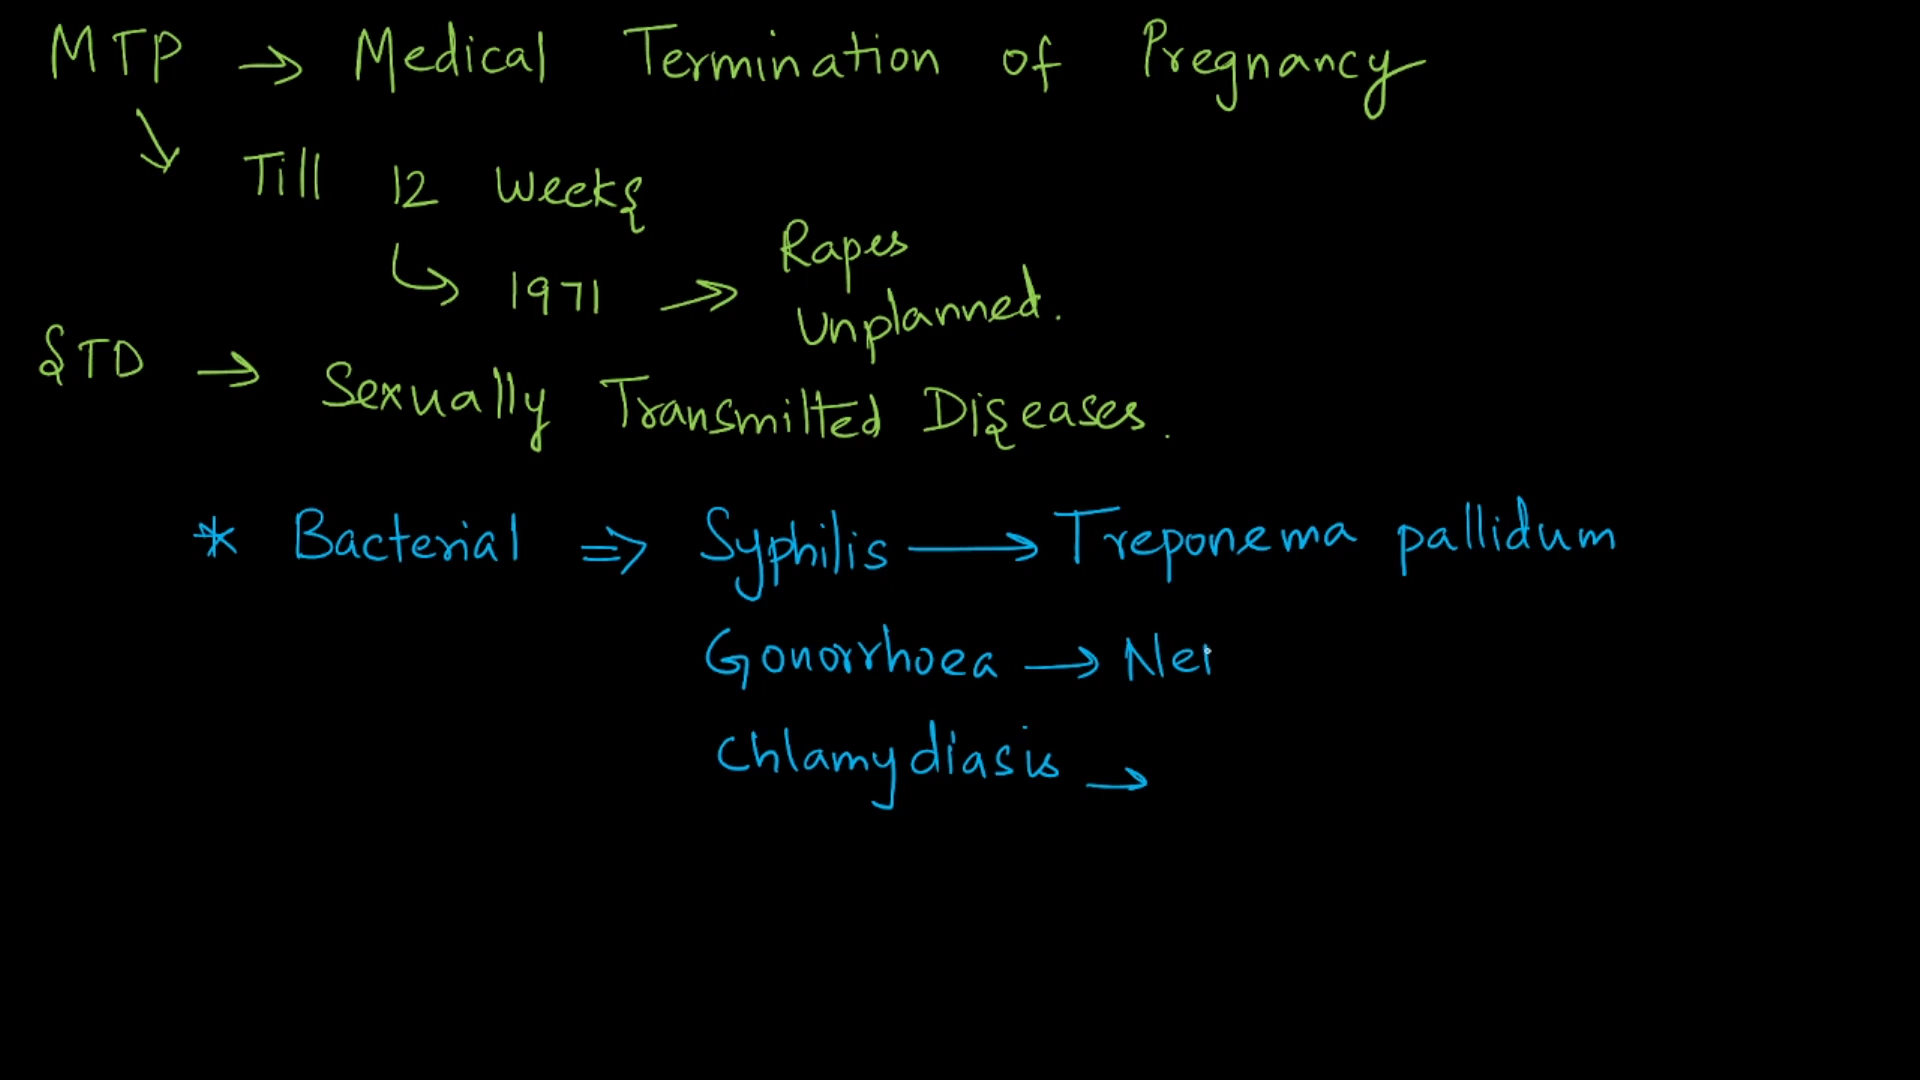 MTP → Medical Termination of Pregnancy
↘ Till 12 Weeks
↳ 1971 → Rapes
Unplanned.
STD → Sexually Transmitted Diseases.
* Bacterial ⇒ Syphilis → Treponema pallidum
Gonorrhoea → Nei
Chlamydiasis →